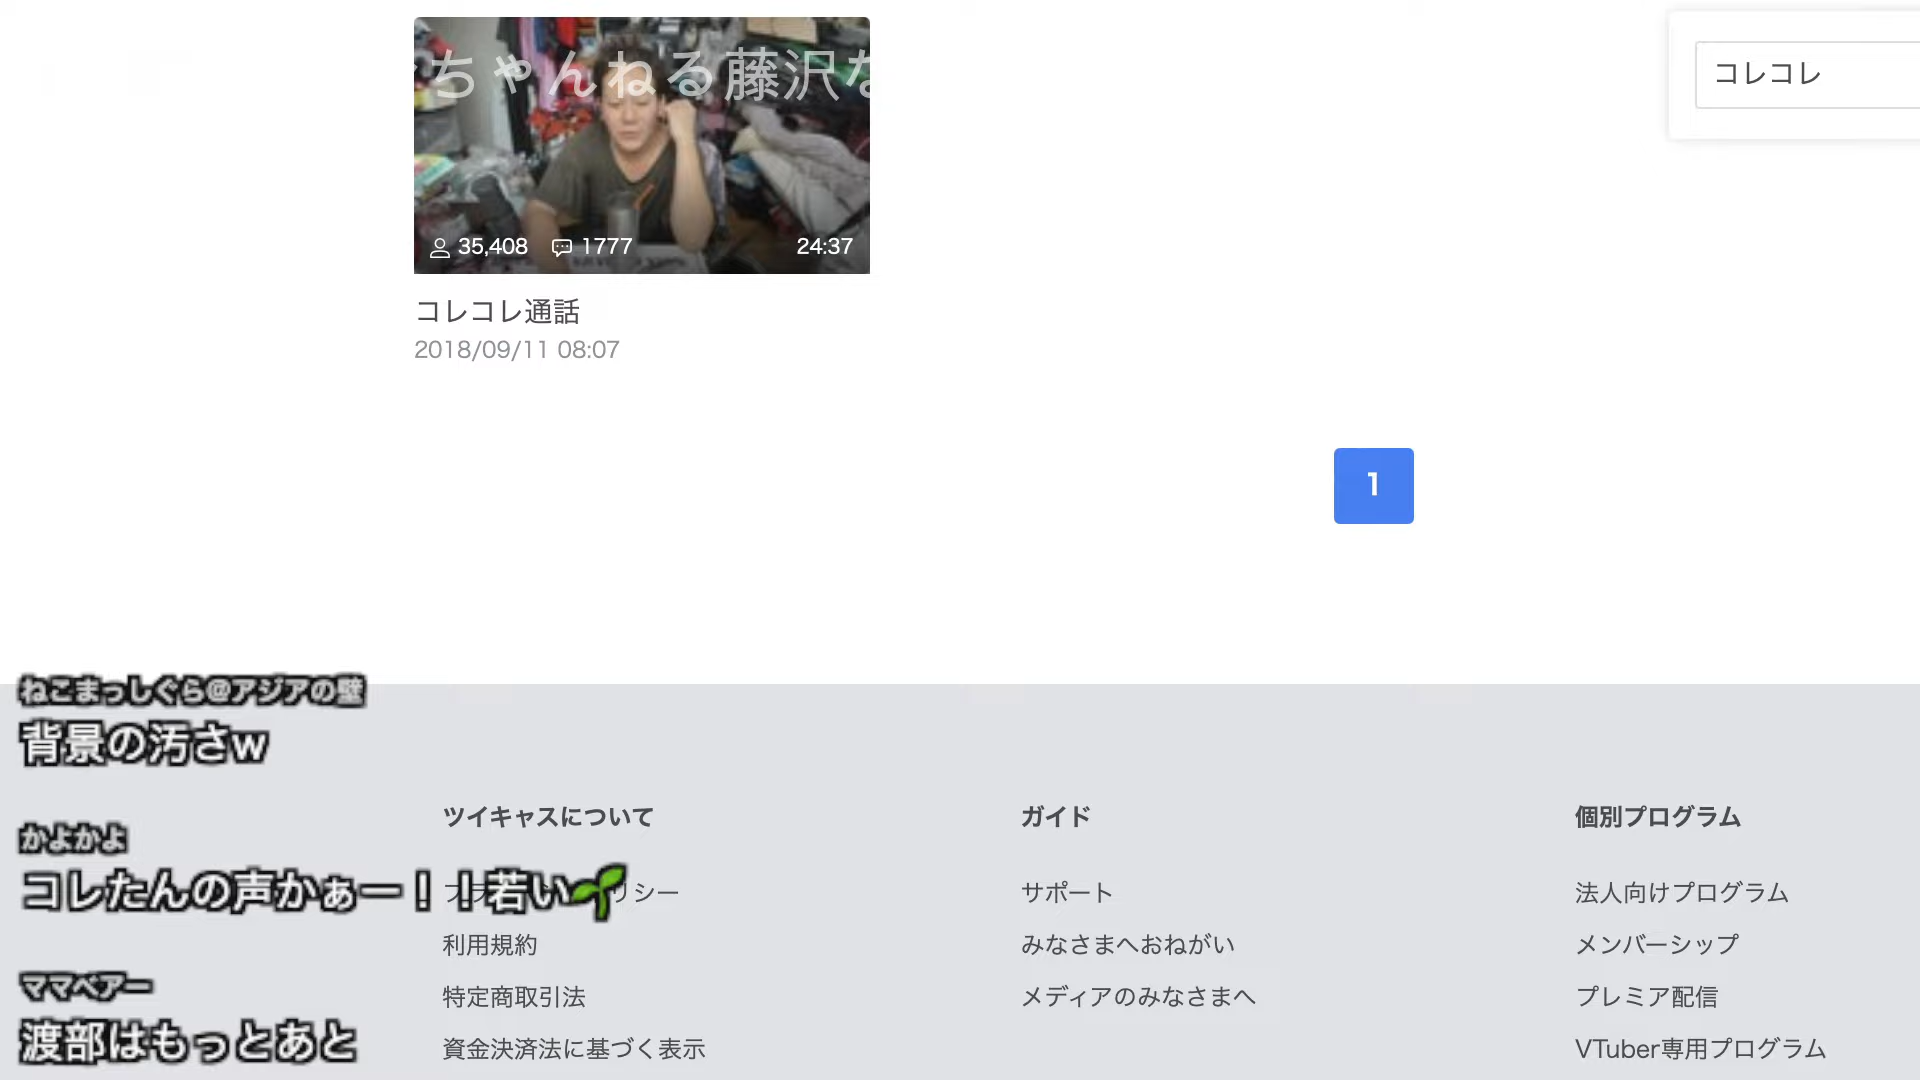 ちゃんねる藤沢な
コレコレ
35,408 1777 24:37
コレコレ通話
2018/09/11 08:07
1
ねこまっしぐら@アジアの壁
背景の汚さw
ツイキャスについて
ガイド
個別プログラム
かよかよ
コレたんの声かぁー！！若い🌱
リシー
サポート
法人向けプログラム
利用規約
みなさまへおねがい
メンバーシップ
ママベアー
特定商取引法
メディアのみなさまへ
プレミア配信
渡部はもっとあと
資金決済法に基づく表示
VTuber専用プログラム